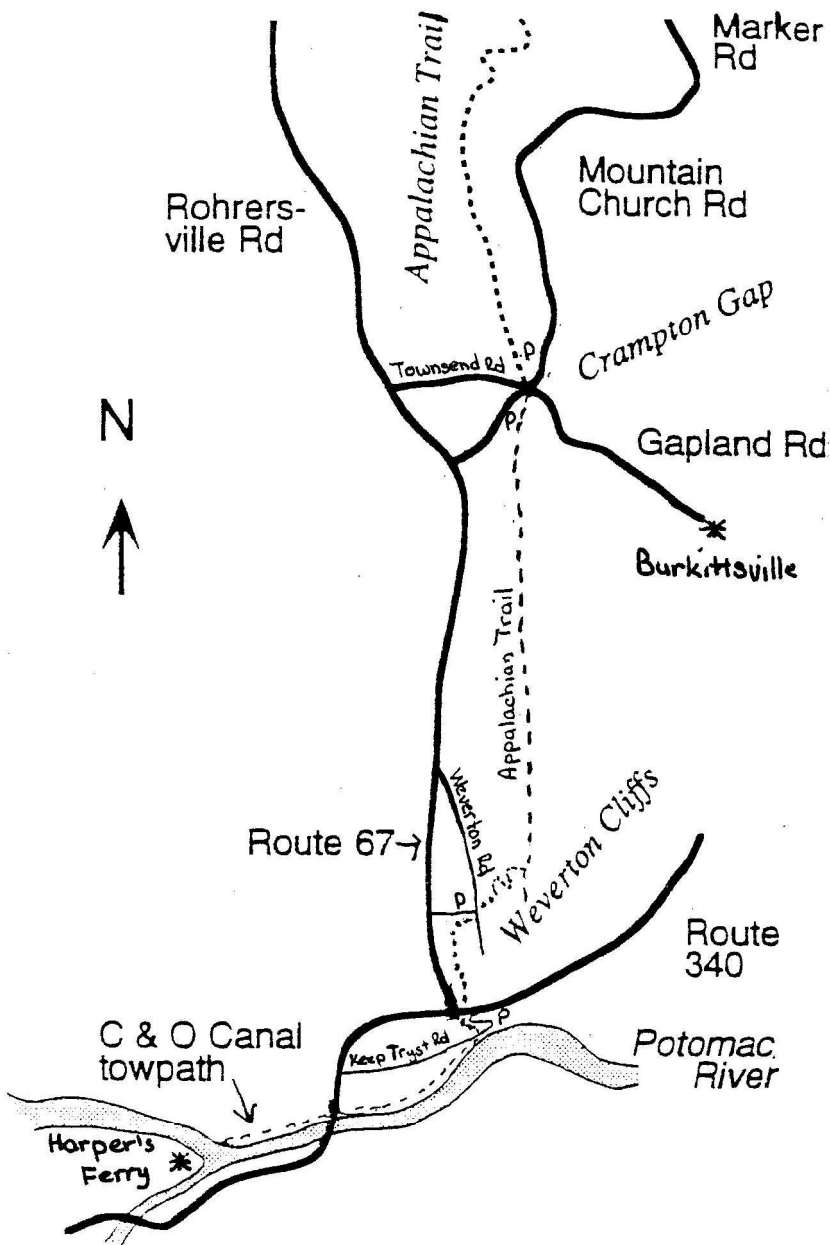 Marker
Rd
Appalachian Trail
Mountain
Church Rd
Rohrers-
ville Rd
Crampton Gap
P
Townsend Rd
P
N
Gapland Rd
Burkittsville
Appalachian Trail
Weverton Rd
Weverton Cliffs
Route 67→
P
Route
340
P
C & O Canal
towpath
Keep Tryst Rd
Potomac
River
Harper's
Ferry